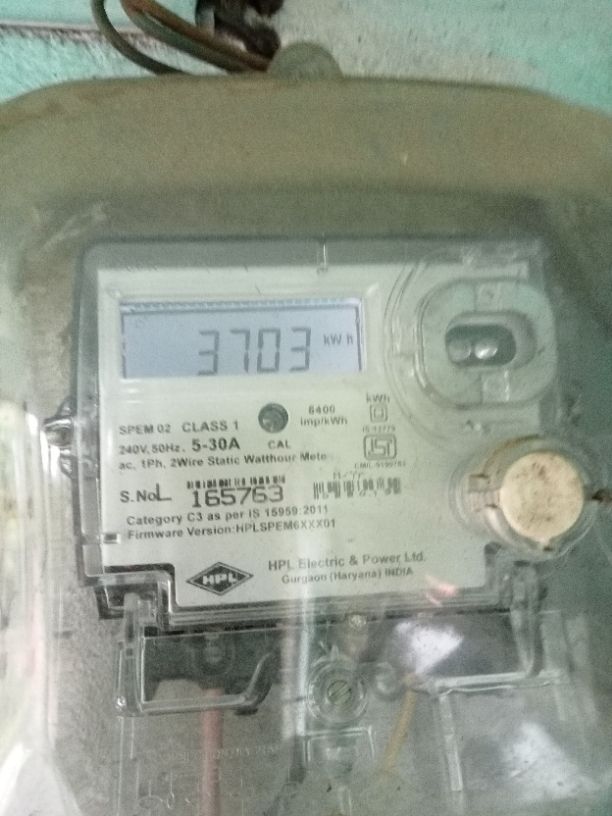 3703 kWh
6400
imp/kWh
kWh
SPEM 02 CLASS 1
240V, 50Hz, 5-30A CAL
ac, 1Ph, 2Wire Static Watthour Mete
S.No L 165763
Category C3 as per IS 15959:2011
Firmware Version:HPLSPEM6XXX01
HPL
HPL Electric & Power Ltd.
Gurgaon (Haryana) INDIA